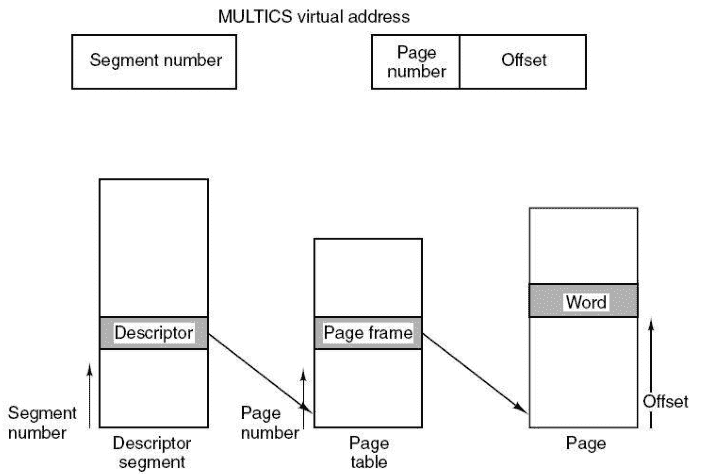 MULTICS virtual address
Segment number
Page
number
Offset
Descriptor
Page frame
Word
Segment
number
Page
number
Offset
Descriptor
segment
Page
table
Page